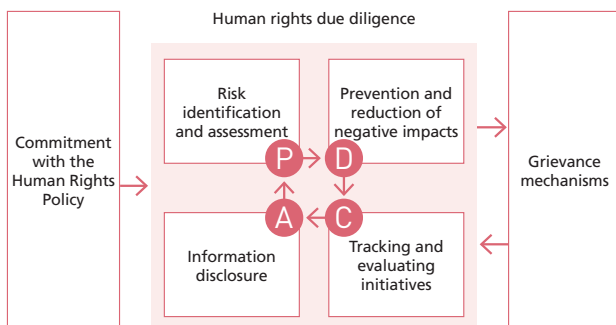 Human rights due diligence
Commitment
with the
Human Rights
Policy
Risk
identification
and assessment
Prevention and
reduction of
negative impacts
P
D
A
C
Information
disclosure
Tracking and
evaluating
initiatives
Grievance
mechanisms